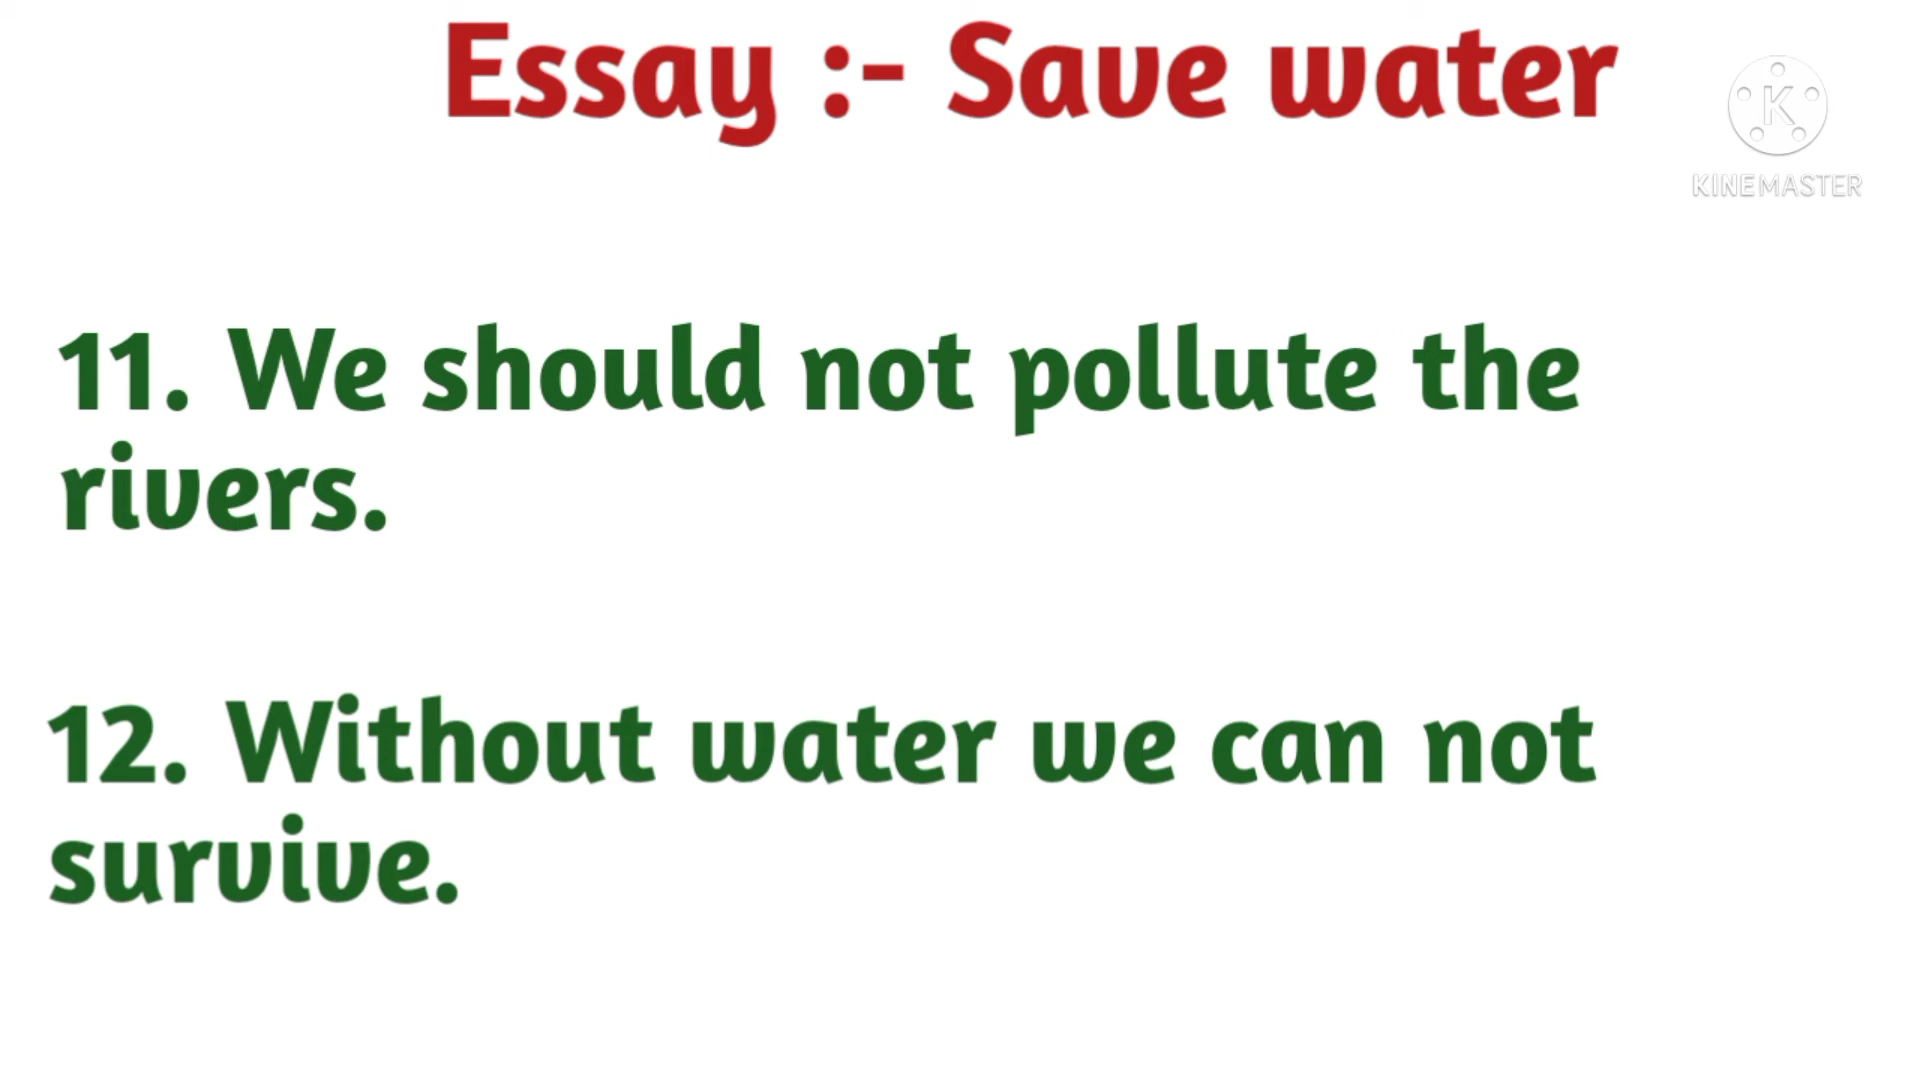 Essay :- Save water
K
KINEMASTER
11. We should not pollute the
rivers.
12. Without water we can not
survive.